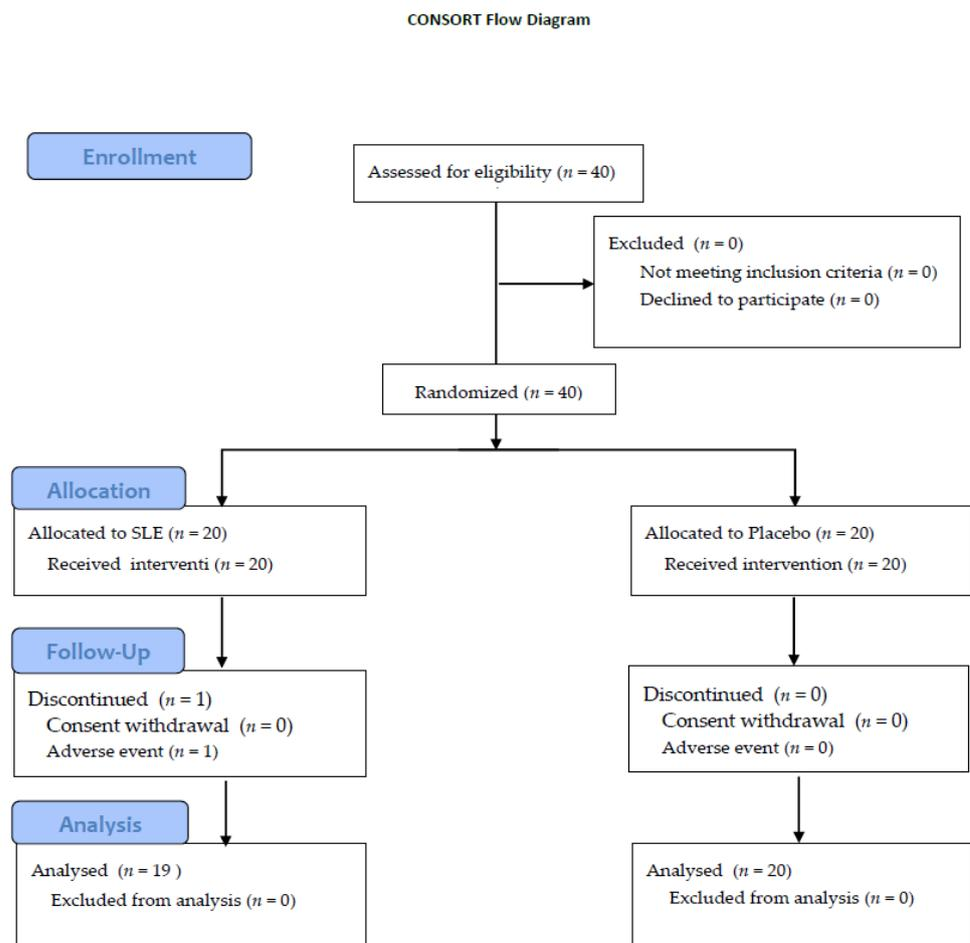 CONSORT Flow Diagram
Enrollment
Assessed for eligibility (n = 40)
Excluded (n = 0)
Not meeting inclusion criteria (n = 0)
Declined to participate (n = 0)
Randomized (n = 40)
Allocation
Allocated to SLE (n = 20)
Received interventi (n = 20)
Allocated to Placebo (n = 20)
Received intervention (n = 20)
Follow-Up
Discontinued (n = 1)
Consent withdrawal (n = 0)
Adverse event (n = 1)
Discontinued (n = 0)
Consent withdrawal (n = 0)
Adverse event (n = 0)
Analysis
Analysed (n = 19 )
Excluded from analysis (n = 0)
Analysed (n = 20)
Excluded from analysis (n = 0)